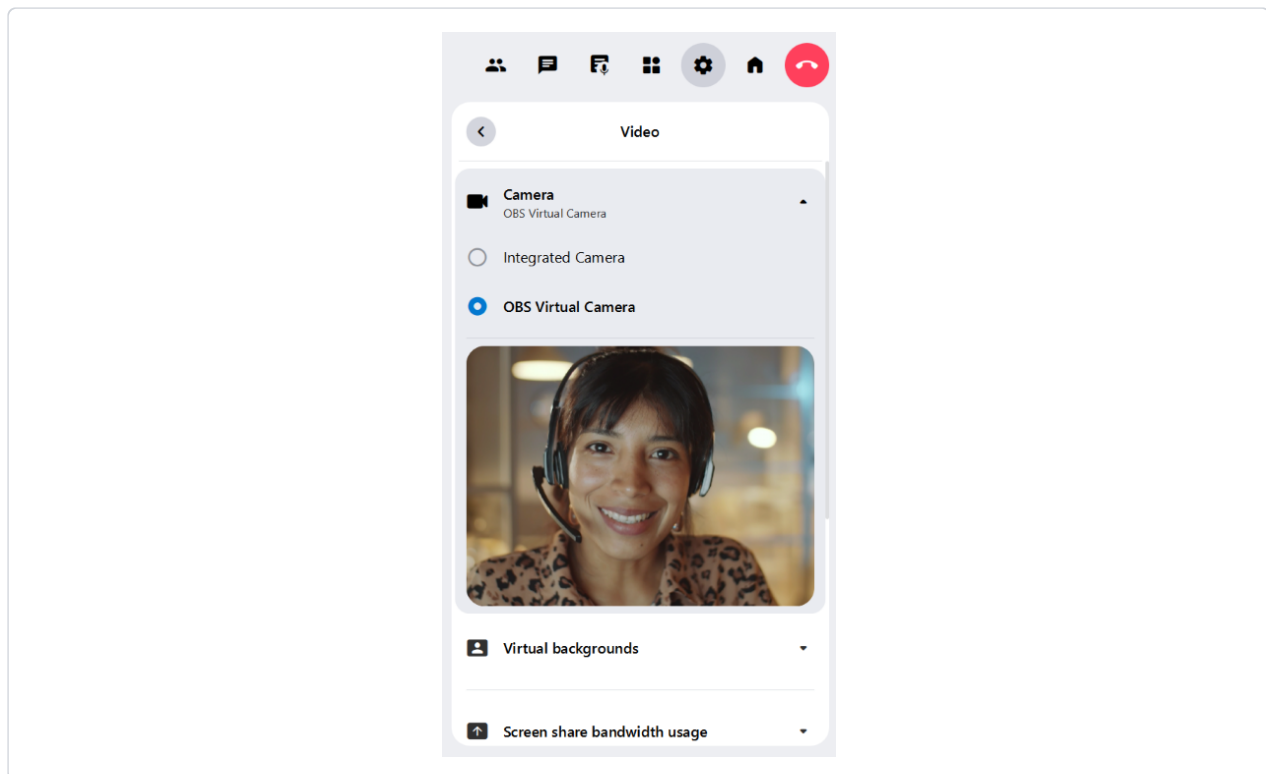 Video
Camera
OBS Virtual Camera
Integrated Camera
OBS Virtual Camera
Virtual backgrounds
Screen share bandwidth usage